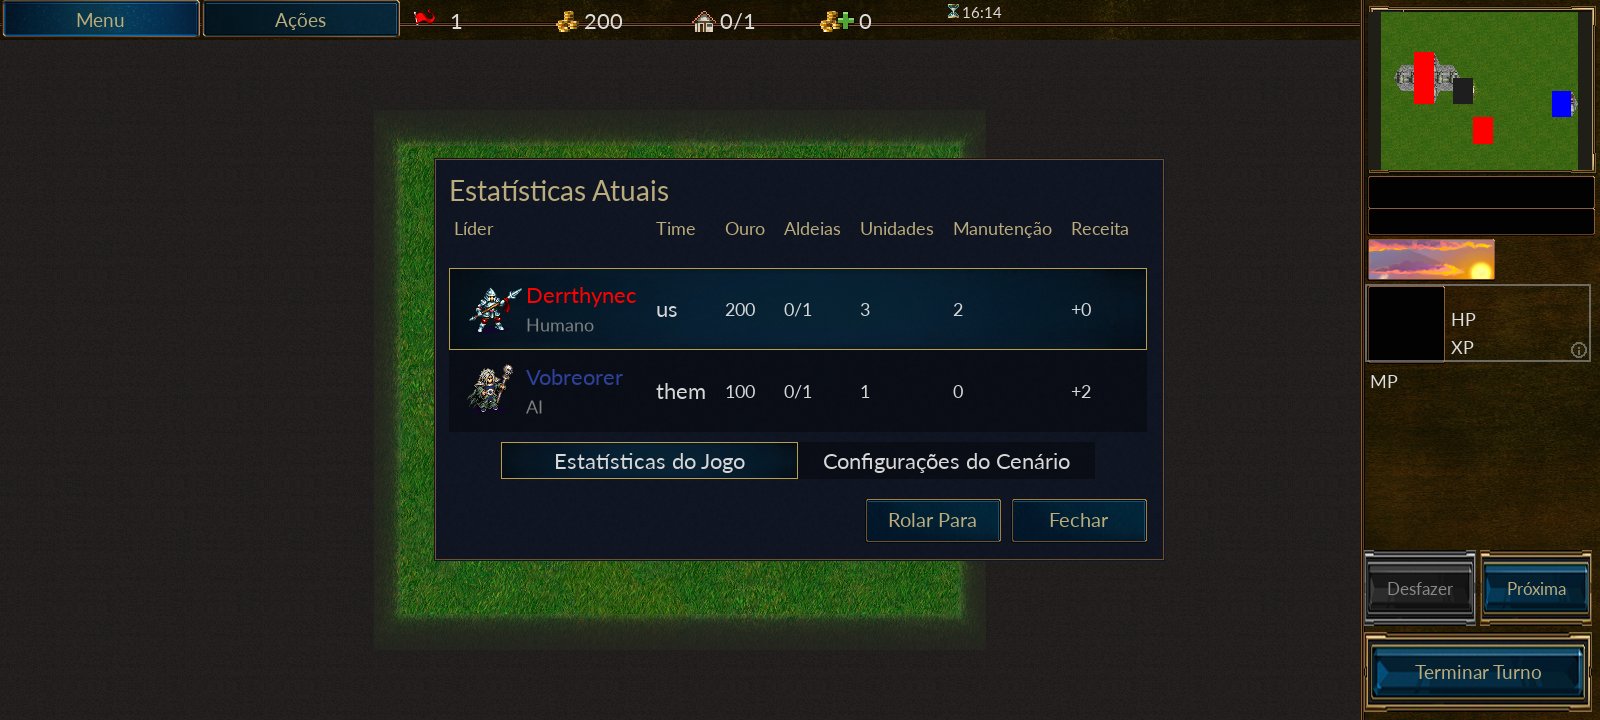 Menu Ações 1 200 0/1 0 16:14
Estatísticas Atuais
Líder Time Ouro Aldeias Unidades Manutenção Receita
Derrthynec us 200 0/1 3 2 +0
Humano
Vobreorer them 100 0/1 1 0 +2
AI
Estatísticas do Jogo Configurações do Cenário
Rolar Para Fechar
HP
XP
MP
Desfazer Próxima
Terminar Turno